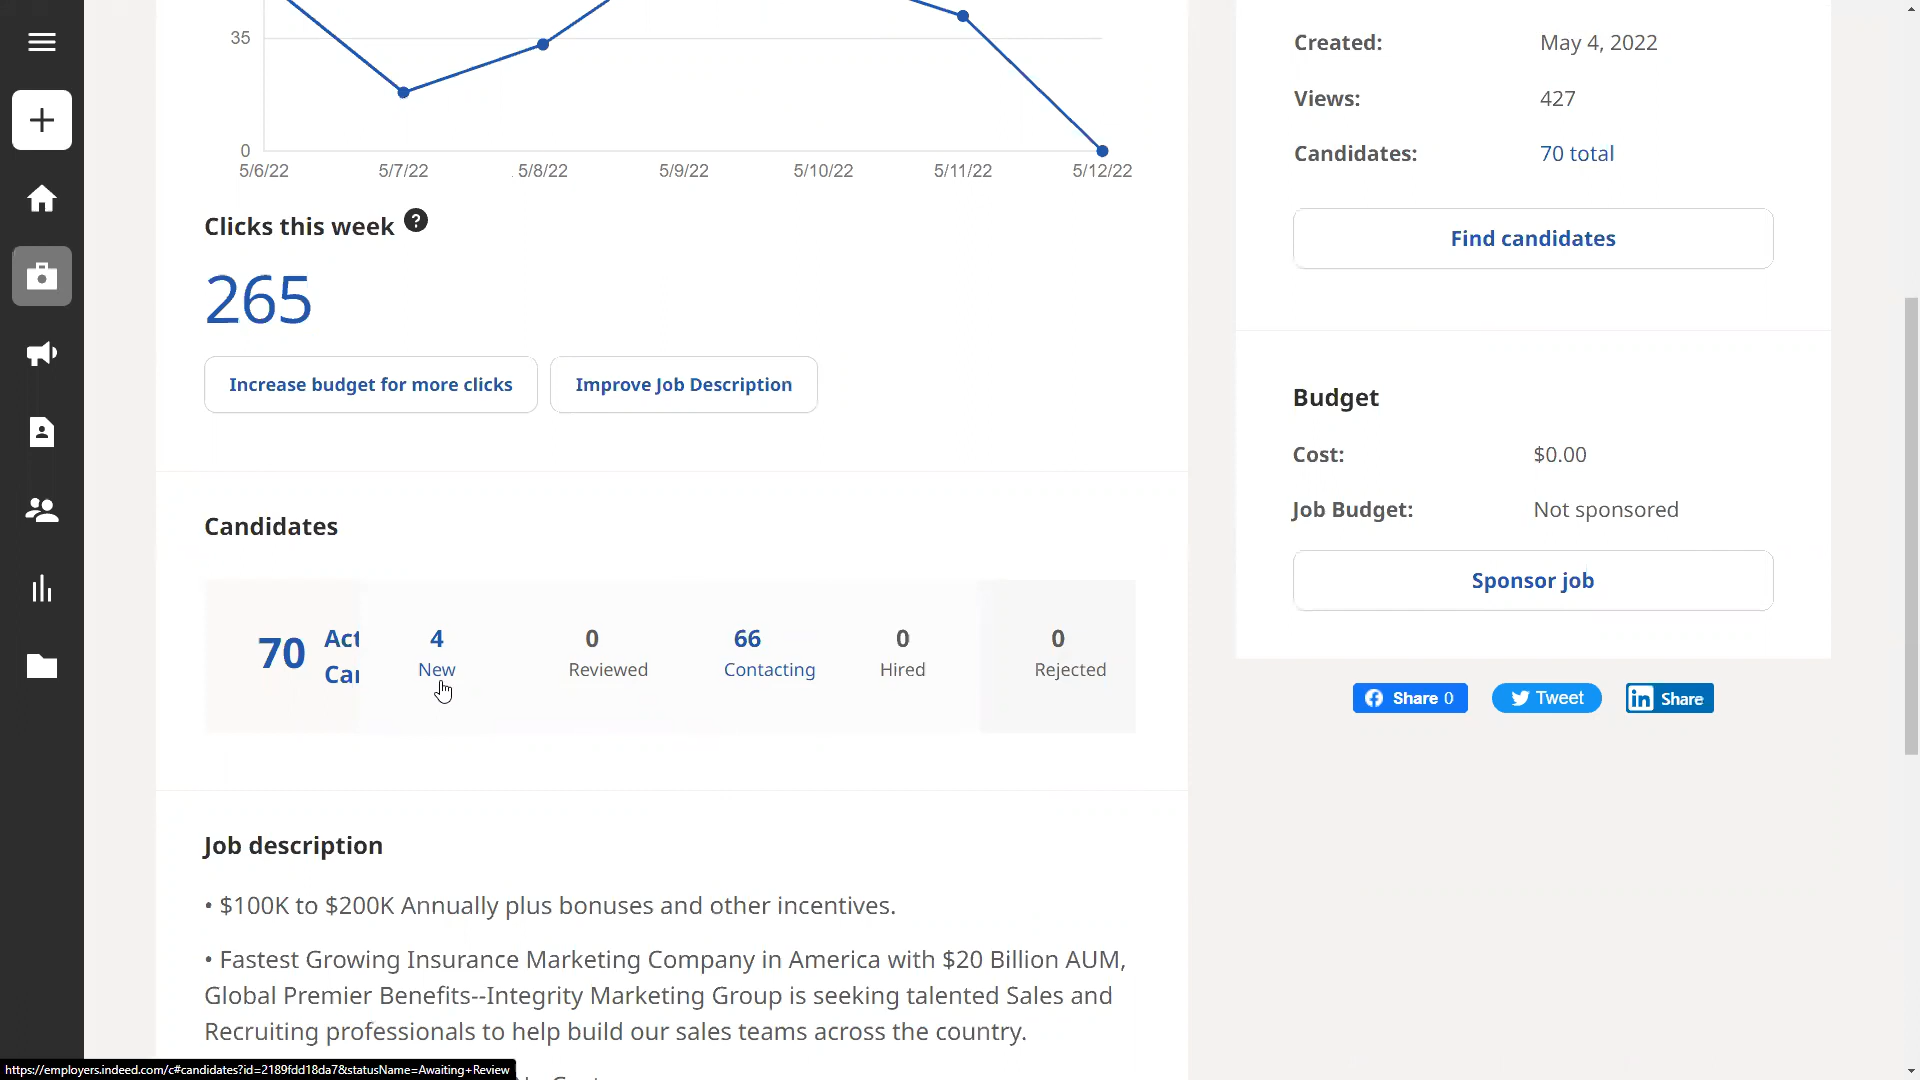 35
0
5/6/22 5/7/22 5/8/22 5/9/22 5/10/22 5/11/22 5/12/22
Clicks this week ?
265
Increase budget for more clicks Improve Job Description
Candidates
70 Act
Car
4 New
0 Reviewed
66 Contacting
0 Hired
0 Rejected
Job description
• $100K to $200K Annually plus bonuses and other incentives.
• Fastest Growing Insurance Marketing Company in America with $20 Billion AUM,
Global Premier Benefits--Integrity Marketing Group is seeking talented Sales and
Recruiting professionals to help build our sales teams across the country.
Created: May 4, 2022
Views: 427
Candidates: 70 total
Find candidates
Budget
Cost: $0.00
Job Budget: Not sponsored
Sponsor job
Share 0 Tweet in Share
https://employers.indeed.com/c#candidates?id=2189fdd18da7&statusName=Awaiting+Review